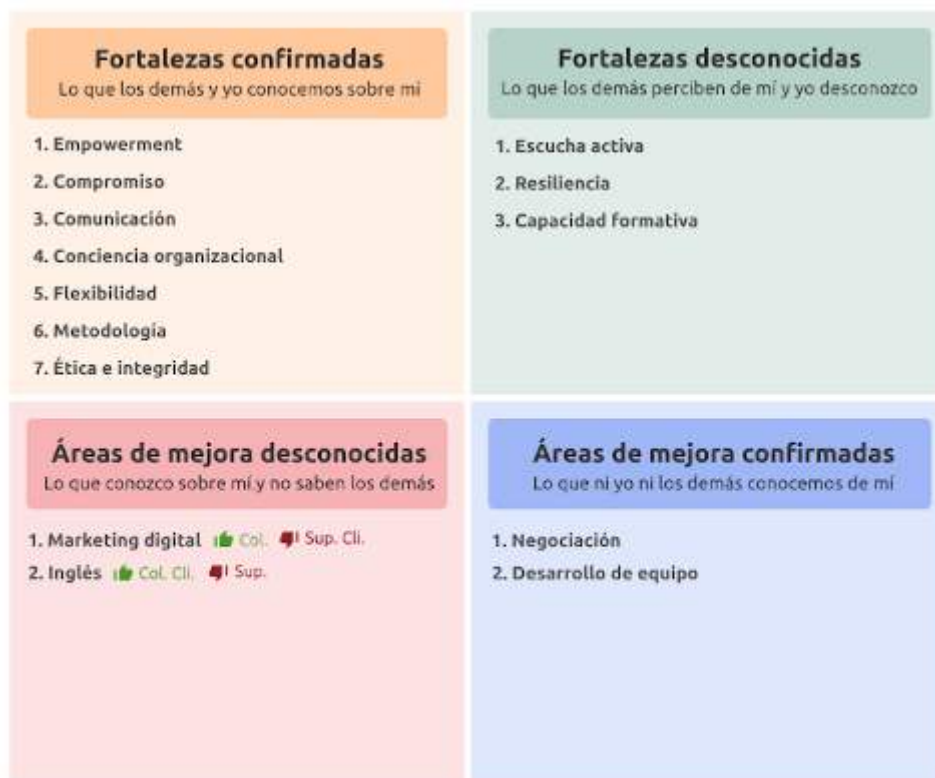 Fortalezas confirmadas
Lo que los demás y yo conocemos sobre mí
1. Empowerment
2. Compromiso
3. Comunicación
4. Conciencia organizacional
5. Flexibilidad
6. Metodología
7. Ética e integridad
Fortalezas desconocidas
Lo que los demás perciben de mí y yo desconozco
1. Escucha activa
2. Resiliencia
3. Capacidad formativa
Áreas de mejora desconocidas
Lo que conozco sobre mí y no saben los demás
1. Marketing digital Col. Sup. Cli.
2. Inglés Col. Cli. Sup.
Áreas de mejora confirmadas
Lo que ni yo ni los demás conocemos de mí
1. Negociación
2. Desarrollo de equipo